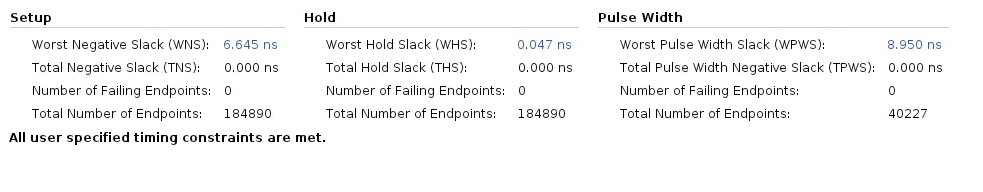 Setup
Hold
Pulse Width
Worst Negative Slack (WNS): 6.645 ns
Worst Hold Slack (WHS): 0.047 ns
Worst Pulse Width Slack (WPWS): 8.950 ns
Total Negative Slack (TNS): 0.000 ns
Total Hold Slack (THS): 0.000 ns
Total Pulse Width Negative Slack (TPWS): 0.000 ns
Number of Failing Endpoints: 0
Number of Failing Endpoints: 0
Number of Failing Endpoints: 0
Total Number of Endpoints: 184890
Total Number of Endpoints: 184890
Total Number of Endpoints: 40227
All user specified timing constraints are met.